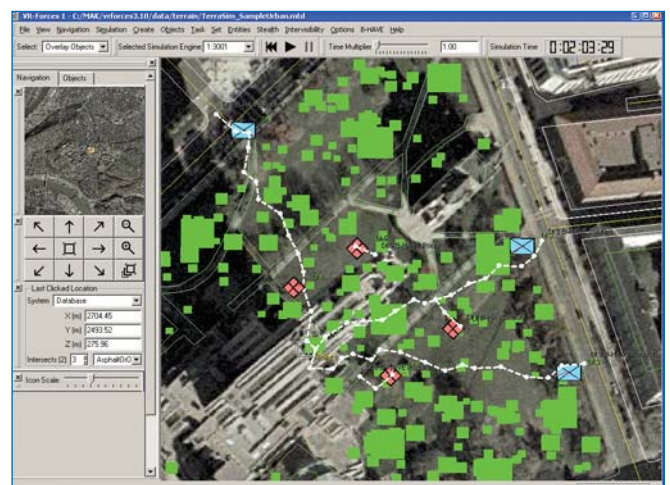 VR-Forces I - C:/MAK/vrforces3.10/data/terrain/TerraSim_SampleUrban.mtd
File View Navigation Simulation Create Objects Task Set Entities Stealth Intervisibility Options B-HAVE Help
Select: Overlay Objects Selected Simulation Engine: 1:3001 Time Multiplier 1.00 Simulation Time 0:02:03:29
Navigation Objects
Last Clicked Location
System Database
X (m) 2704.45
Y (m) 2493.52
Z (m) 275.96
Intersects (Z) 3
Icon Scale: